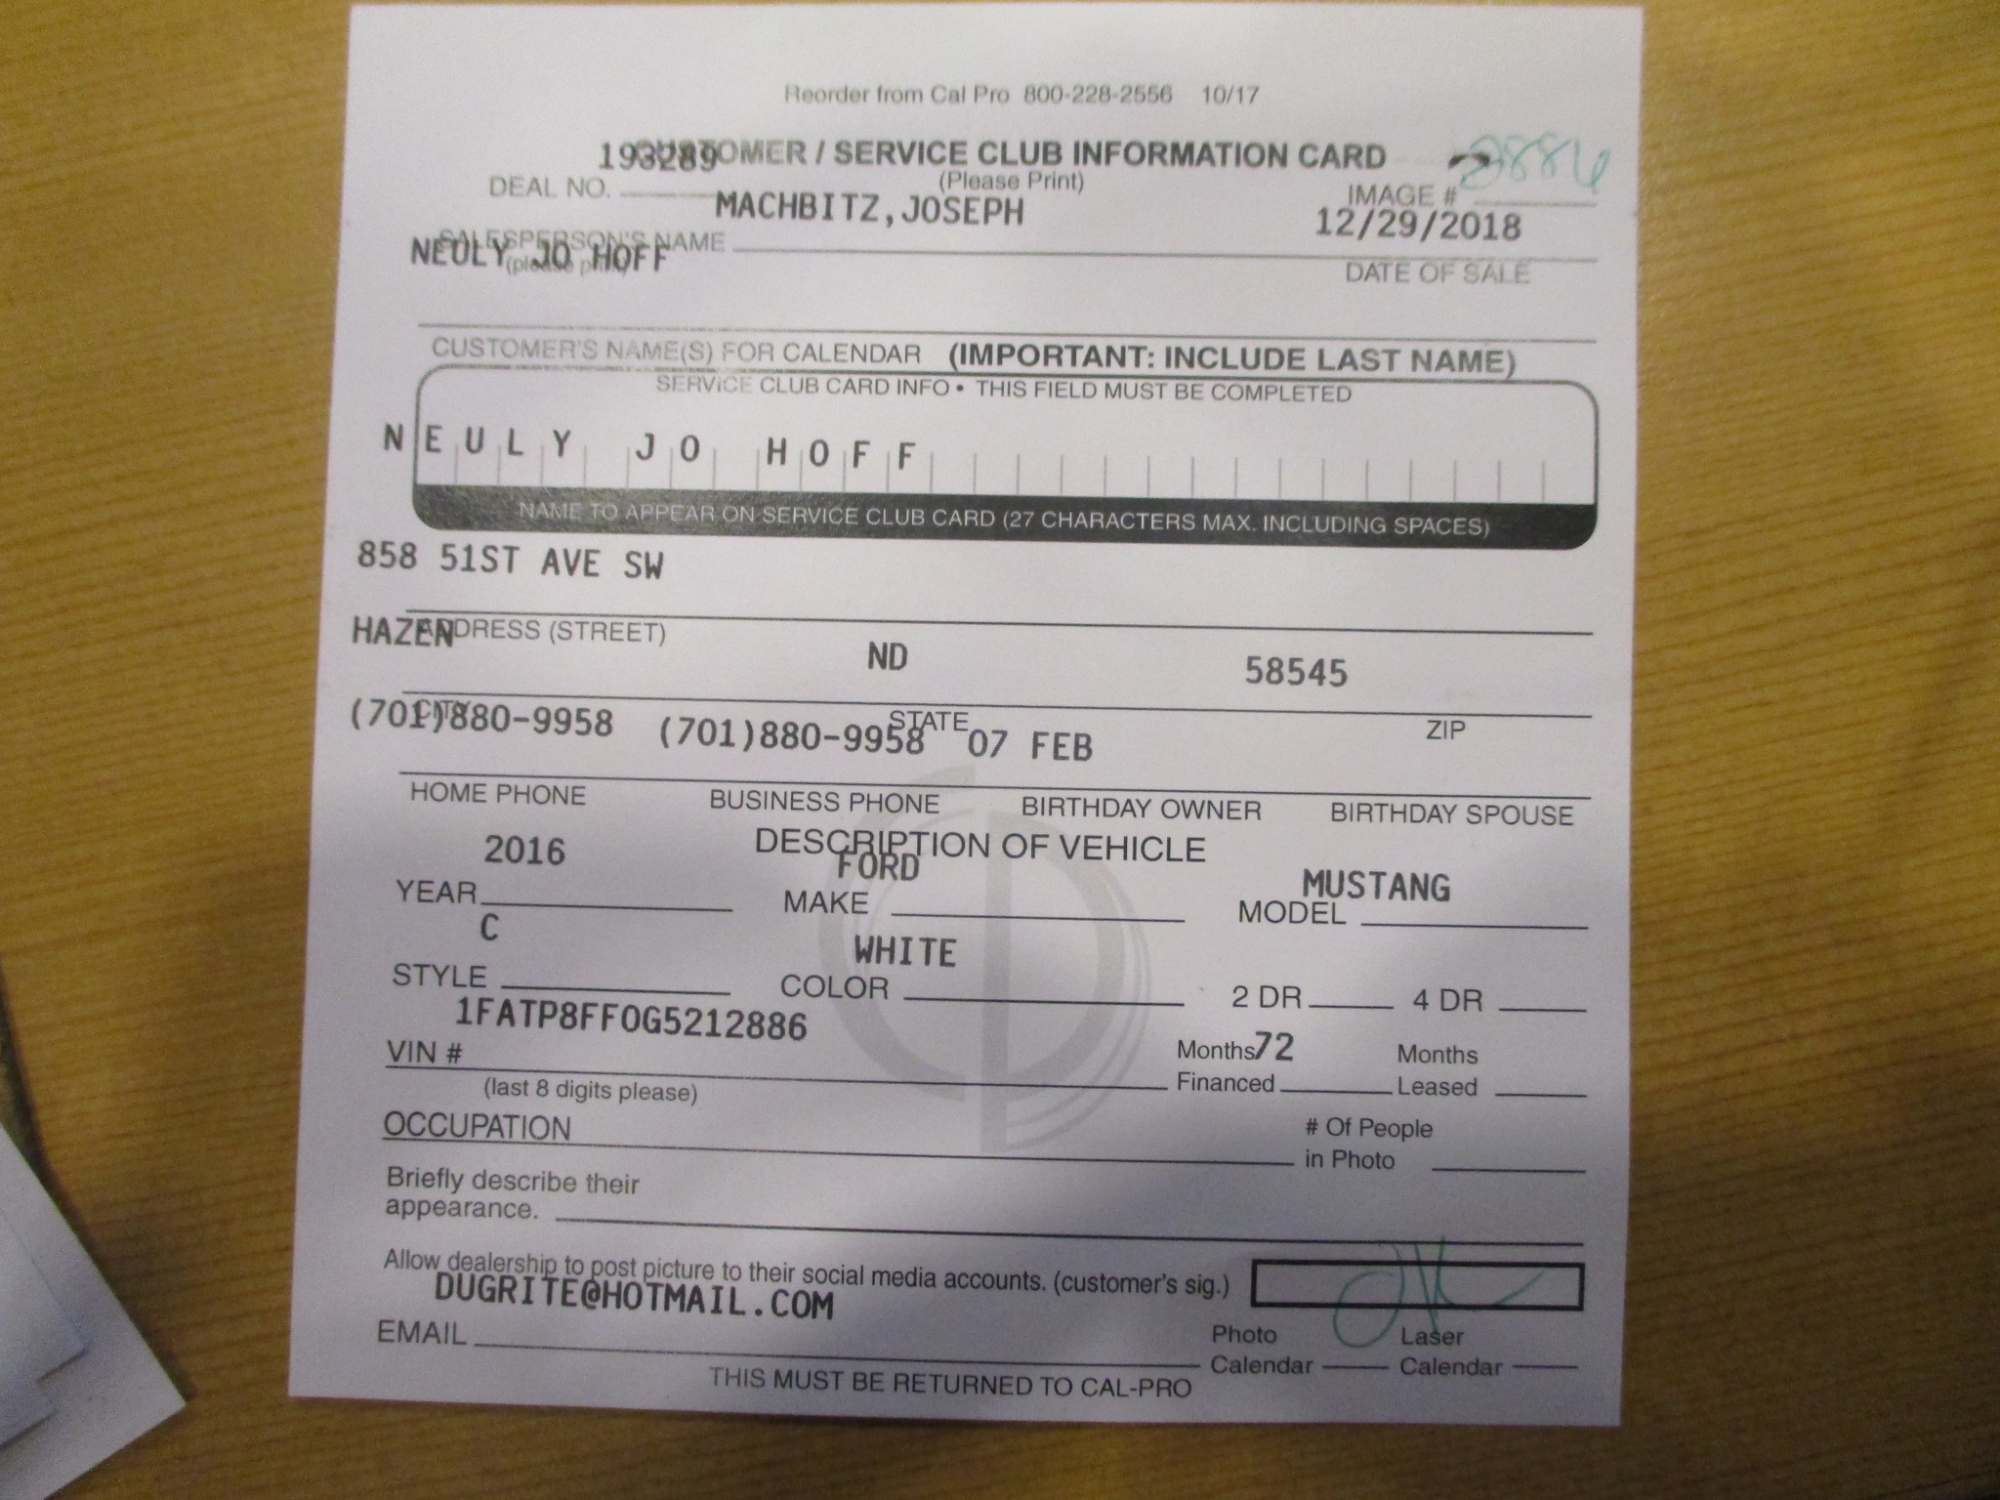 Reorder from Cal Pro 800-228-2556 10/17
193289
CUSTOMER / SERVICE CLUB INFORMATION CARD
(Please Print)
DEAL NO. IMAGE # 2886
MACHBITZ,JOSEPH 12/29/2018
SALESPERSON'S NAME
(please print)
NEULY JO HOFF
DATE OF SALE
CUSTOMER'S NAME(S) FOR CALENDAR (IMPORTANT: INCLUDE LAST NAME)
SERVICE CLUB CARD INFO • THIS FIELD MUST BE COMPLETED
NEULY JO HOFF
NAME TO APPEAR ON SERVICE CLUB CARD (27 CHARACTERS MAX. INCLUDING SPACES)
858 51ST AVE SW
ADDRESS (STREET)
HAZEN ND 58545
CITY STATE ZIP
(701)880-9958 (701)880-9958 07 FEB
HOME PHONE BUSINESS PHONE BIRTHDAY OWNER BIRTHDAY SPOUSE
DESCRIPTION OF VEHICLE
2016 FORD MUSTANG
YEAR MAKE MODEL
C WHITE
STYLE COLOR 2 DR 4 DR
1FATP8FF0G5212886
VIN # Months 72 Months
(last 8 digits please) Financed Leased
OCCUPATION # Of People
in Photo
Briefly describe their
appearance.
Allow dealership to post picture to their social media accounts. (customer's sig.)
DUGRITE@HOTMAIL.COM
EMAIL Photo Laser
Calendar Calendar
THIS MUST BE RETURNED TO CAL-PRO